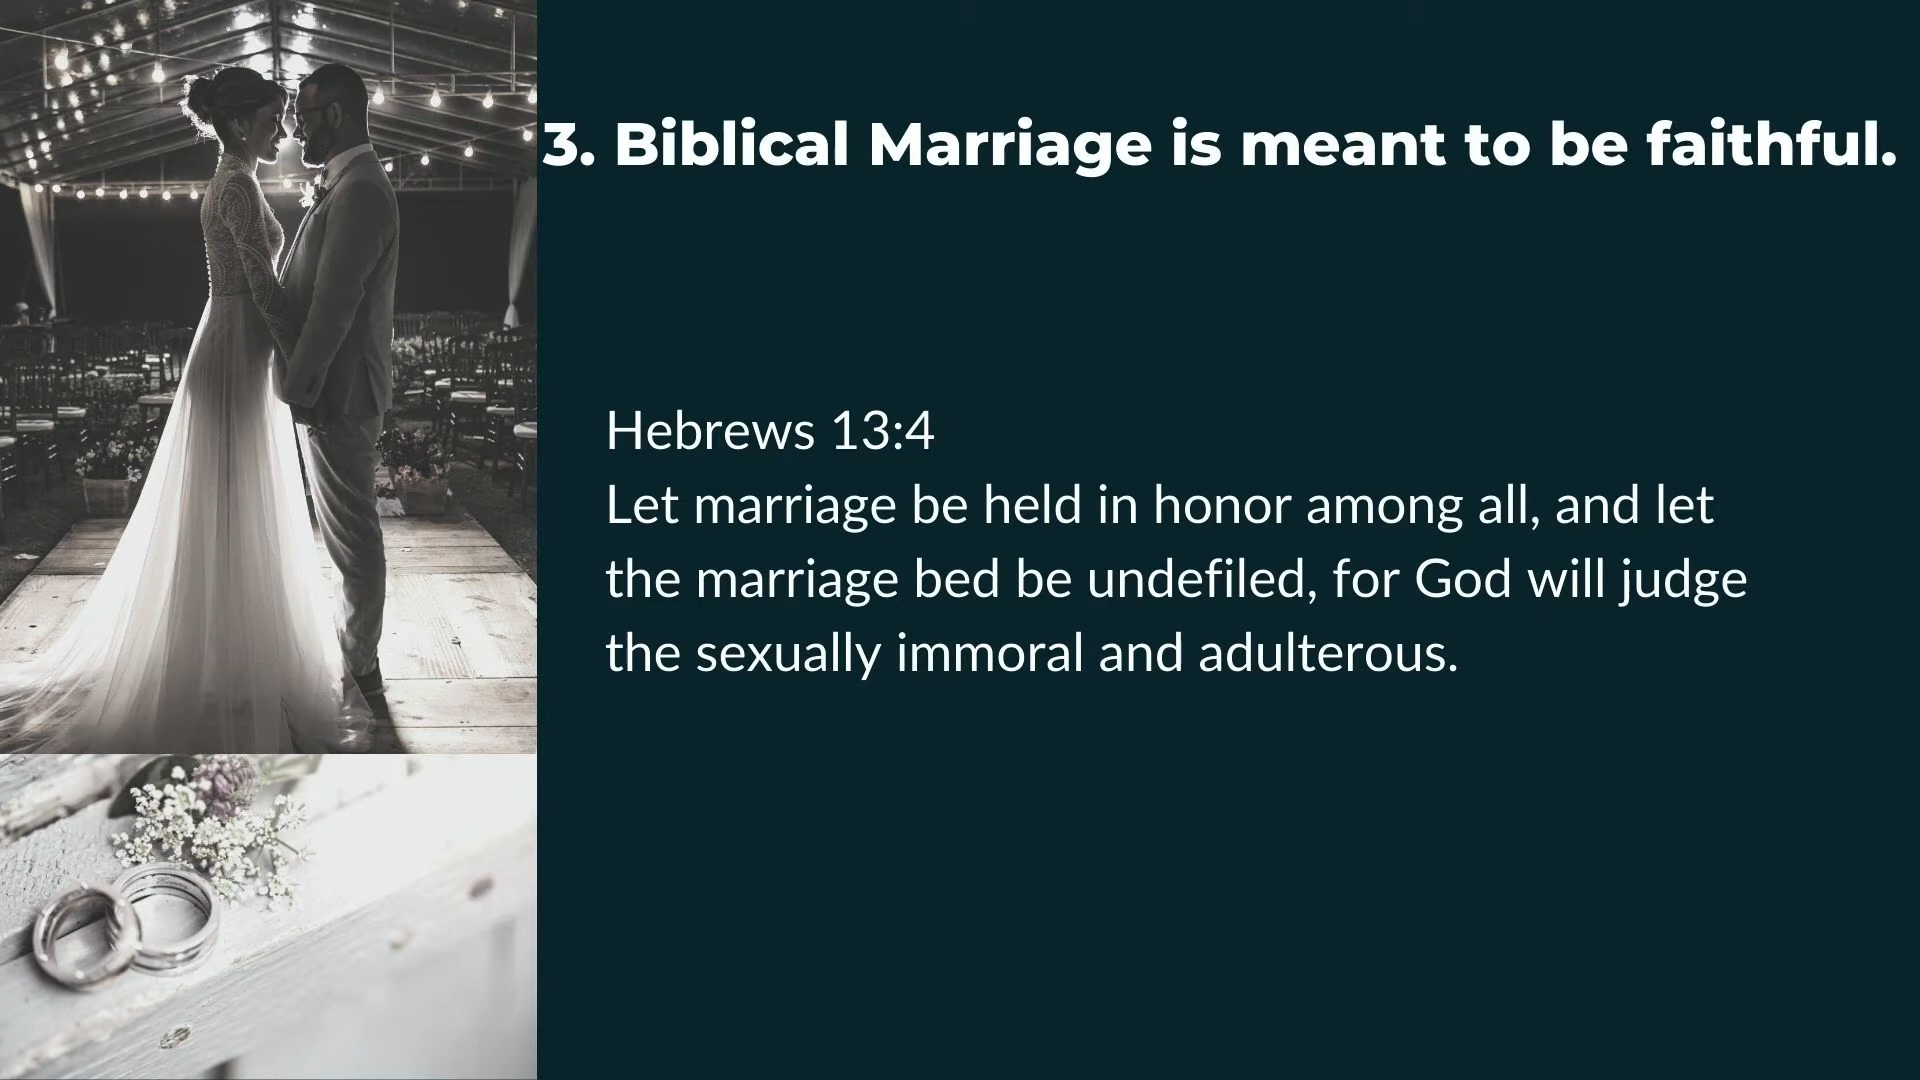 3. Biblical Marriage is meant to be faithful.
Hebrews 13:4
Let marriage be held in honor among all, and let
the marriage bed be undefiled, for God will judge
the sexually immoral and adulterous.